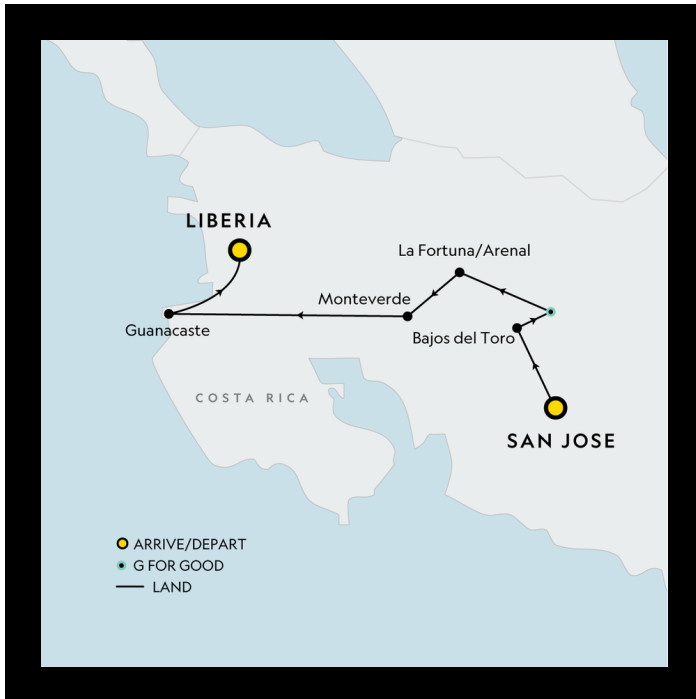 LIBERIA
La Fortuna/Arenal
Monteverde
Guanacaste
Bajos del Toro
COSTA RICA
SAN JOSE
ARRIVE/DEPART
G FOR GOOD
LAND